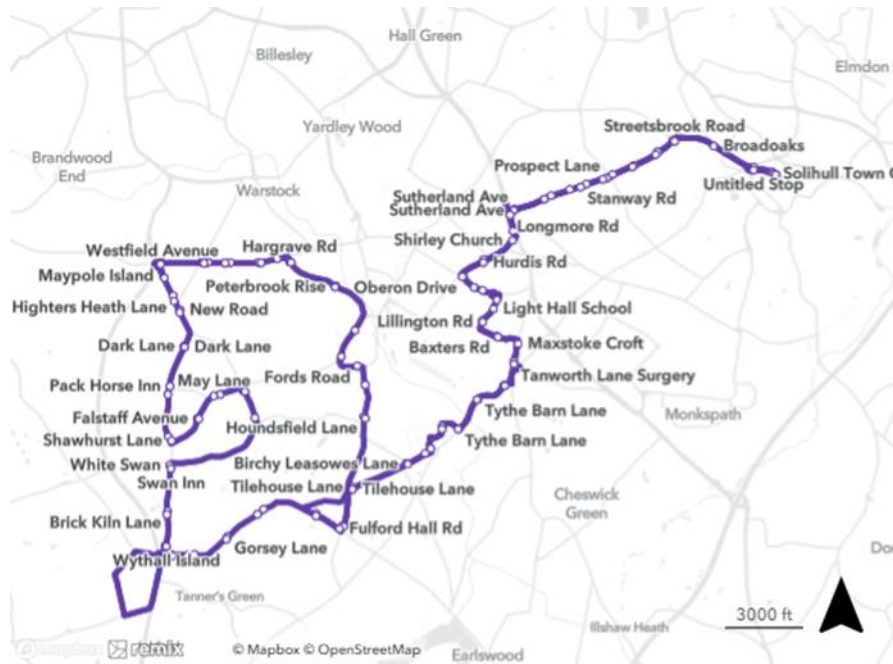 Hall Green
Billesley
Elmdon
Streetsbrook Road
Yardley Wood
Broadoaks
Brandwood
End
Prospect Lane
Solihull Town
Untitled Stop
Warstock
Sutherland Ave
Stanway Rd
Sutherland Ave
Longmore Rd
Shirley Church
Westfield Avenue
Hargrave Rd
Hurdis Rd
Maypole Island
Peterbrook Rise
Oberon Drive
Highters Heath Lane
New Road
Light Hall School
Lillington Rd
Dark Lane
Dark Lane
Baxters Rd
Maxstoke Croft
Pack Horse Inn
May Lane
Fords Road
Tanworth Lane Surgery
Falstaff Avenue
Tythe Barn Lane
Monkspath
Houndsfield Lane
Shawhurst Lane
Tythe Barn Lane
White Swan
Birchy Leasowes Lane
Swan Inn
Tilehouse Lane
Tilehouse Lane
Cheswick
Green
Brick Kiln Lane
Fulford Hall Rd
Gorsey Lane
Wythall Island
Tanner's Green
3000 ft
Illshaw Heath
mapbox
remix
© Mapbox © OpenStreetMap
Earlswood